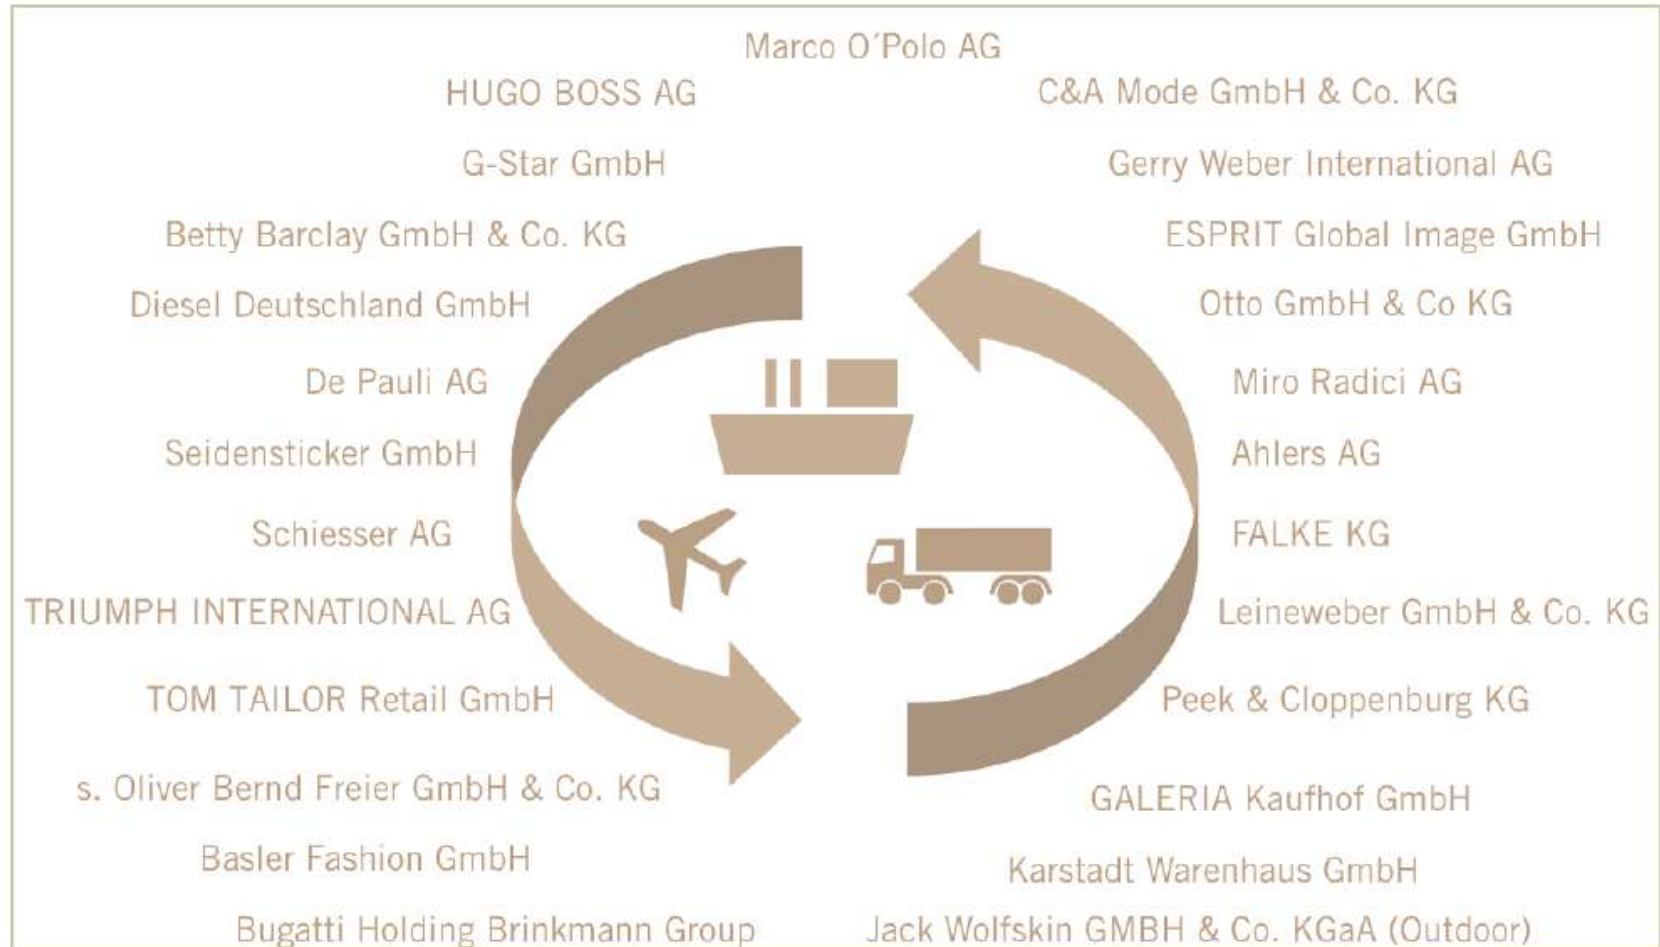 Marco O´Polo AG
HUGO BOSS AG
C&A Mode GmbH & Co. KG
G-Star GmbH
Gerry Weber International AG
Betty Barclay GmbH & Co. KG
ESPRIT Global Image GmbH
Diesel Deutschland GmbH
Otto GmbH & Co KG
De Pauli AG
Miro Radici AG
Seidensticker GmbH
Ahlers AG
Schiesser AG
FALKE KG
TRIUMPH INTERNATIONAL AG
Leineweber GmbH & Co. KG
TOM TAILOR Retail GmbH
Peek & Cloppenburg KG
s. Oliver Bernd Freier GmbH & Co. KG
GALERIA Kaufhof GmbH
Basler Fashion GmbH
Karstadt Warenhaus GmbH
Bugatti Holding Brinkmann Group
Jack Wolfskin GMBH & Co. KGaA (Outdoor)